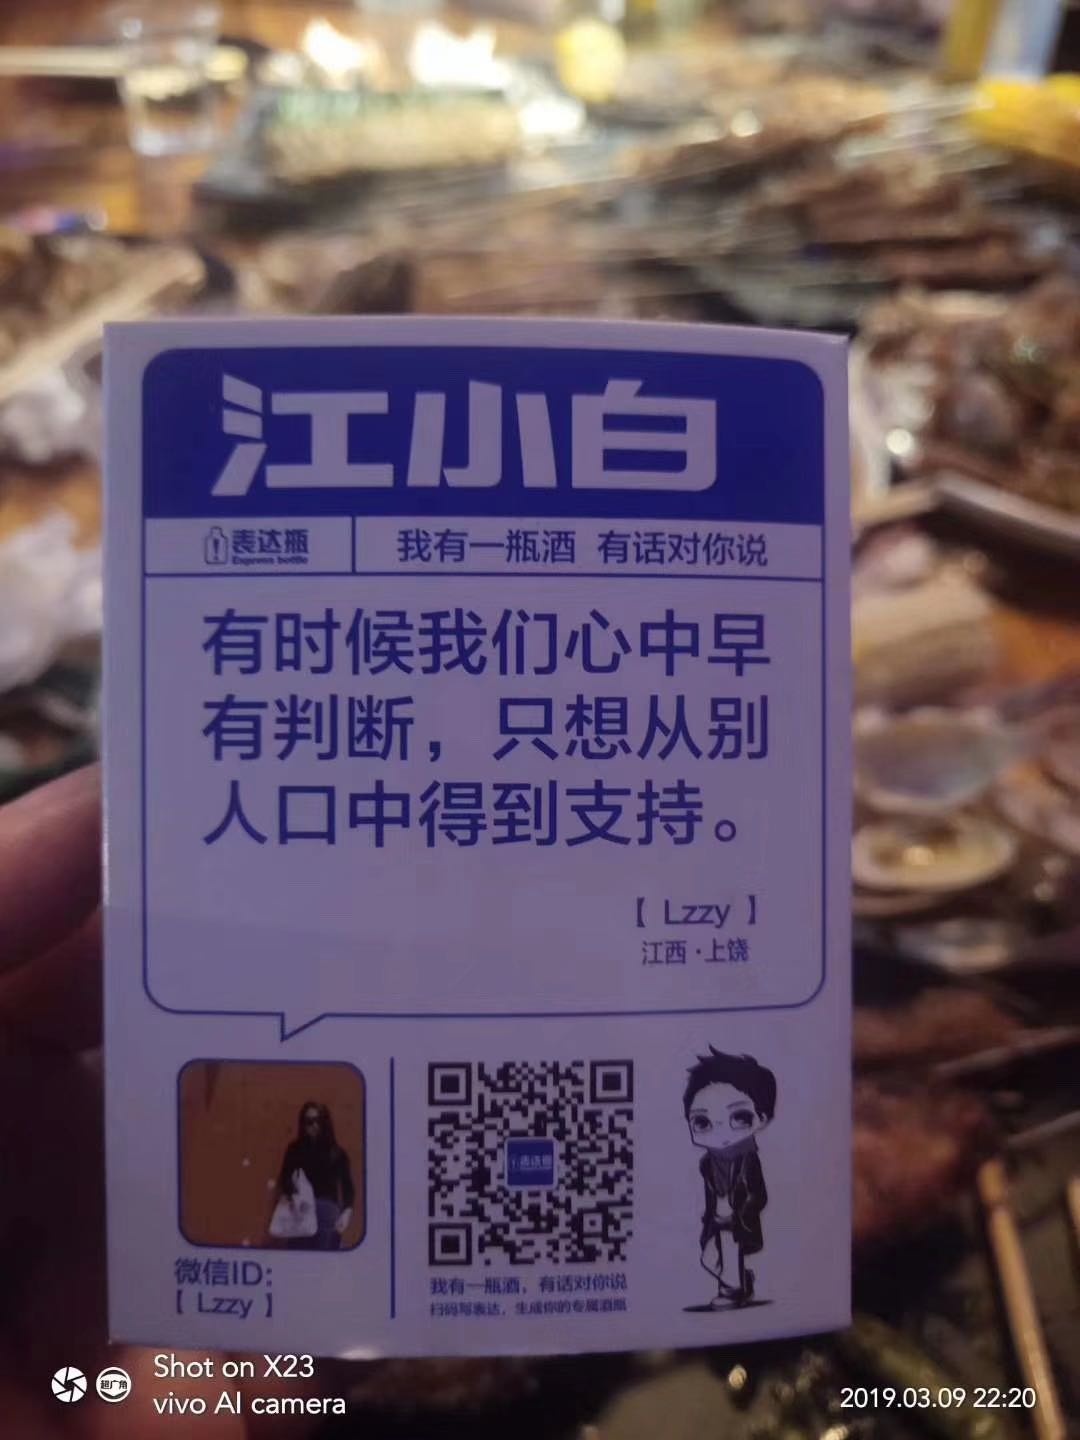 江小白
表达瓶
Express bottle
我有一瓶酒 有话对你说
有时候我们心中早
有判断，只想从别
人口中得到支持。
【 Lzzy 】
江西·上饶
微信ID:
【 Lzzy 】
表达瓶
我有一瓶酒，有话对你说
扫码写表达，生成你的专属酒瓶
超广角
Shot on X23
vivo AI camera
2019.03.09 22:20